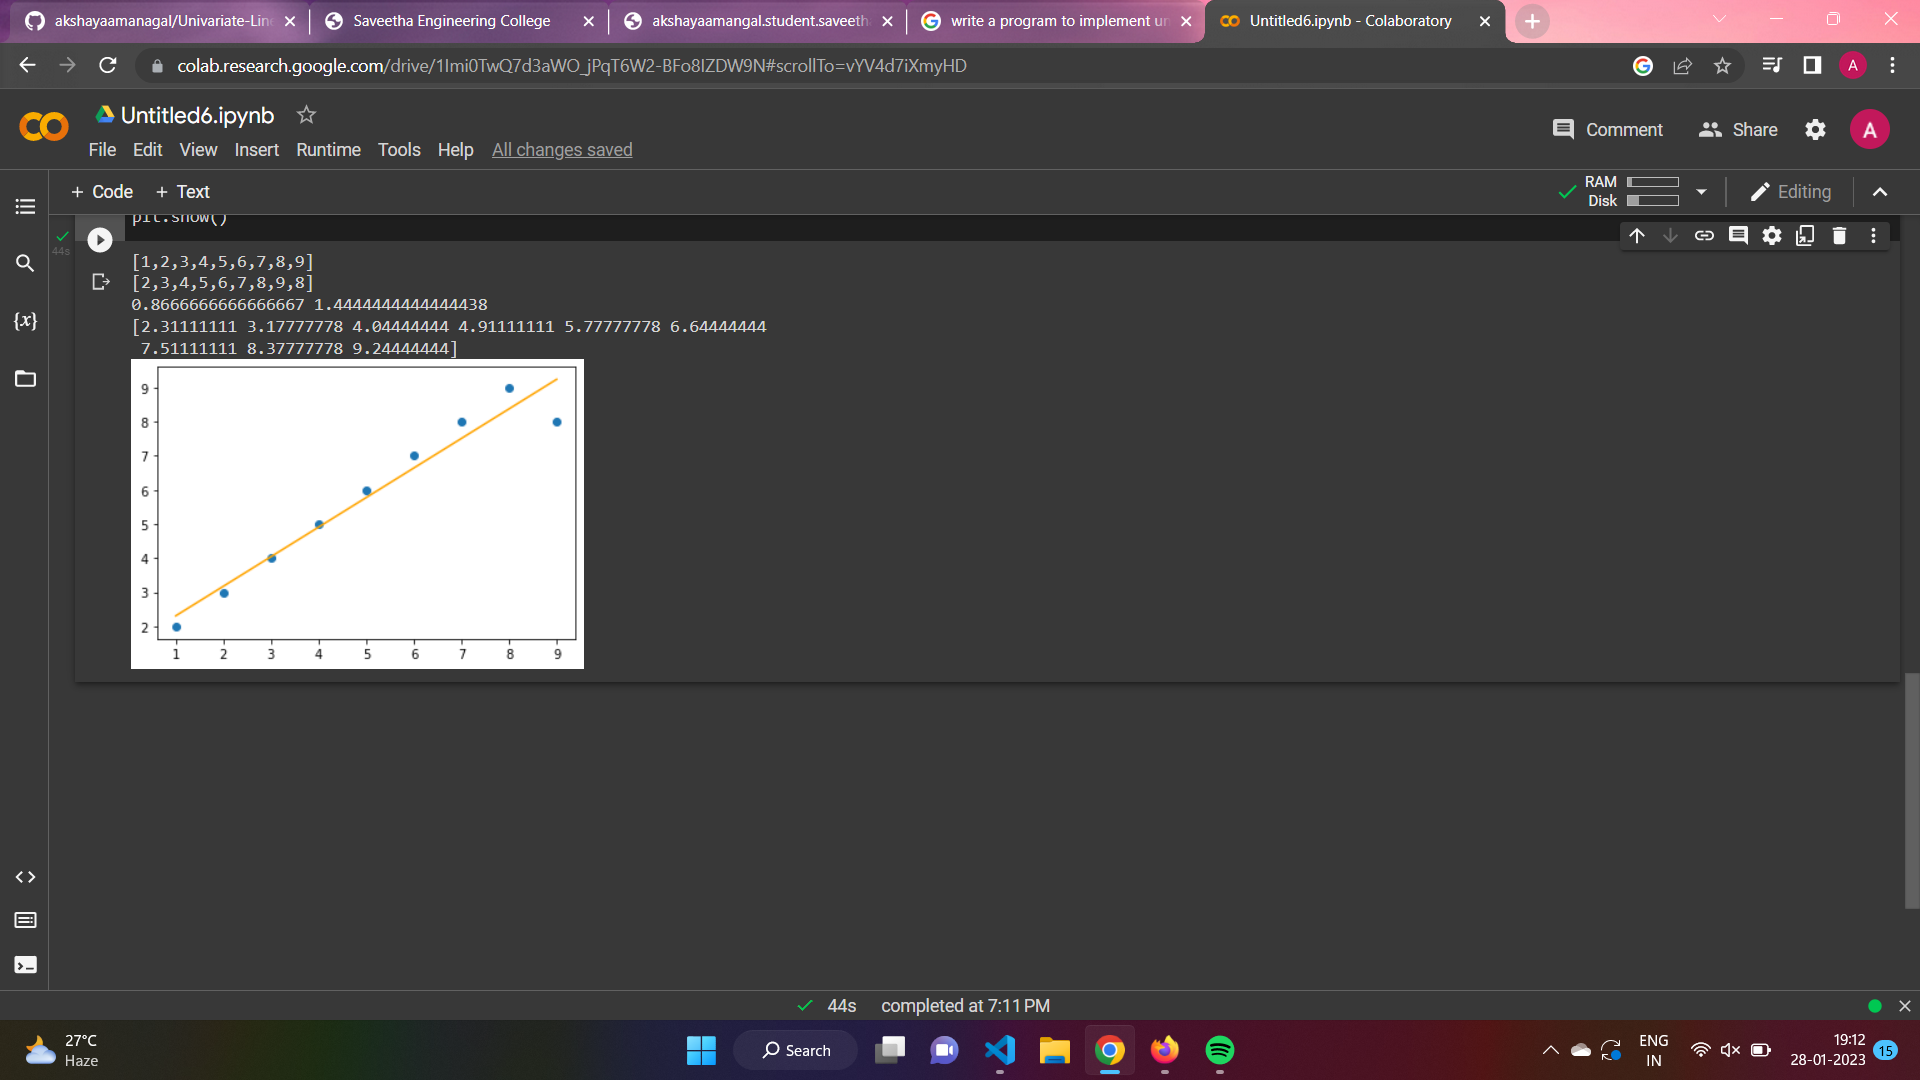 akshayaamanagal/Univariate-Line
Saveetha Engineering College
akshayaamangal.student.saveeth
write a program to implement un
Untitled6.ipynb - Colaboratory
colab.research.google.com/drive/1Imi0TwQ7d3aWO_jPqT6W2-BFo8IZDW9N#scrollTo=vYV4d7iXmyHD
A
Untitled6.ipynb
Comment
Share
A
File Edit View Insert Runtime Tools Help All changes saved
+ Code + Text
RAM
Disk
Editing
plt.show()
44s
[1,2,3,4,5,6,7,8,9]
[2,3,4,5,6,7,8,9,8]
0.8666666666666667 1.4444444444444438
[2.31111111 3.17777778 4.04444444 4.91111111 5.77777778 6.64444444
7.51111111 8.37777778 9.24444444]
{x}
9
8
7
6
5
4
3
2
1 2 3 4 5 6 7 8 9
44s completed at 7:11 PM
27°C
Haze
Search
ENG
IN
19:12
28-01-2023
15